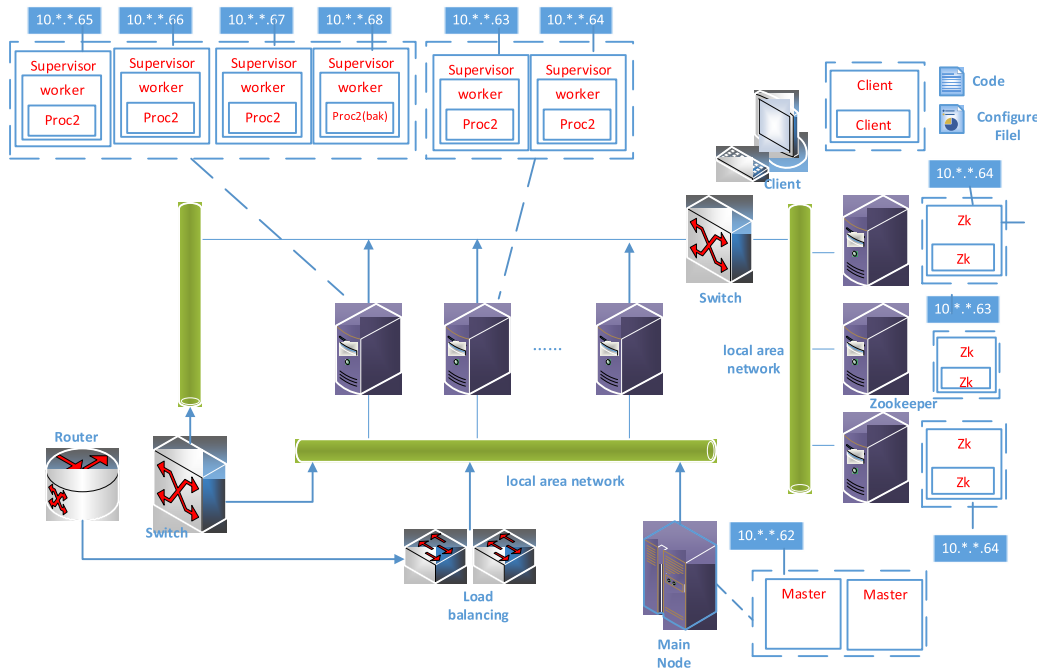 10.*.*.65
10.*.*.66
10.*.*.67
10.*.*.68
10.*.*.63
10.*.*.64
Supervisor
worker
Proc2
Supervisor
worker
Proc2
Supervisor
worker
Proc2
Supervisor
worker
Proc2(bak)
Supervisor
worker
Proc2
Supervisor
worker
Proc2
Client
Client
Code
Configure
Filel
Client
10.*.*.64
Zk
Zk
Switch
10.*.*.63
local area
network
Zk
Zk
......
Zookeeper
Router
Zk
Zk
local area network
Switch
10.*.*.62
10.*.*.64
Load
balancing
Master
Master
Main
Node